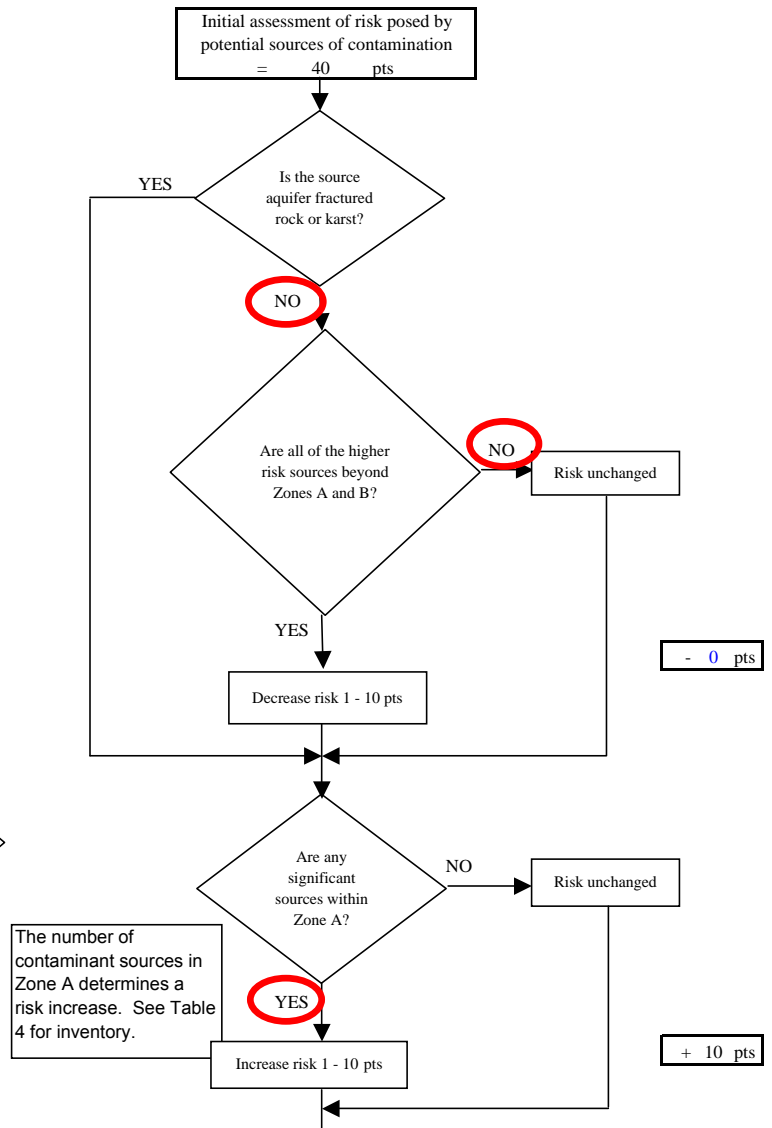 Initial assessment of risk posed by
potential sources of contamination
= 40 pts
YES
Is the source
aquifer fractured
rock or karst?
NO
Are all of the higher
risk sources beyond
Zones A and B?
NO
Risk unchanged
YES
- 0 pts
Decrease risk 1 - 10 pts
Are any
significant
sources within
Zone A?
NO
Risk unchanged
The number of
contaminant sources in
Zone A determines a
risk increase. See Table
4 for inventory.
YES
Increase risk 1 - 10 pts
+ 10 pts